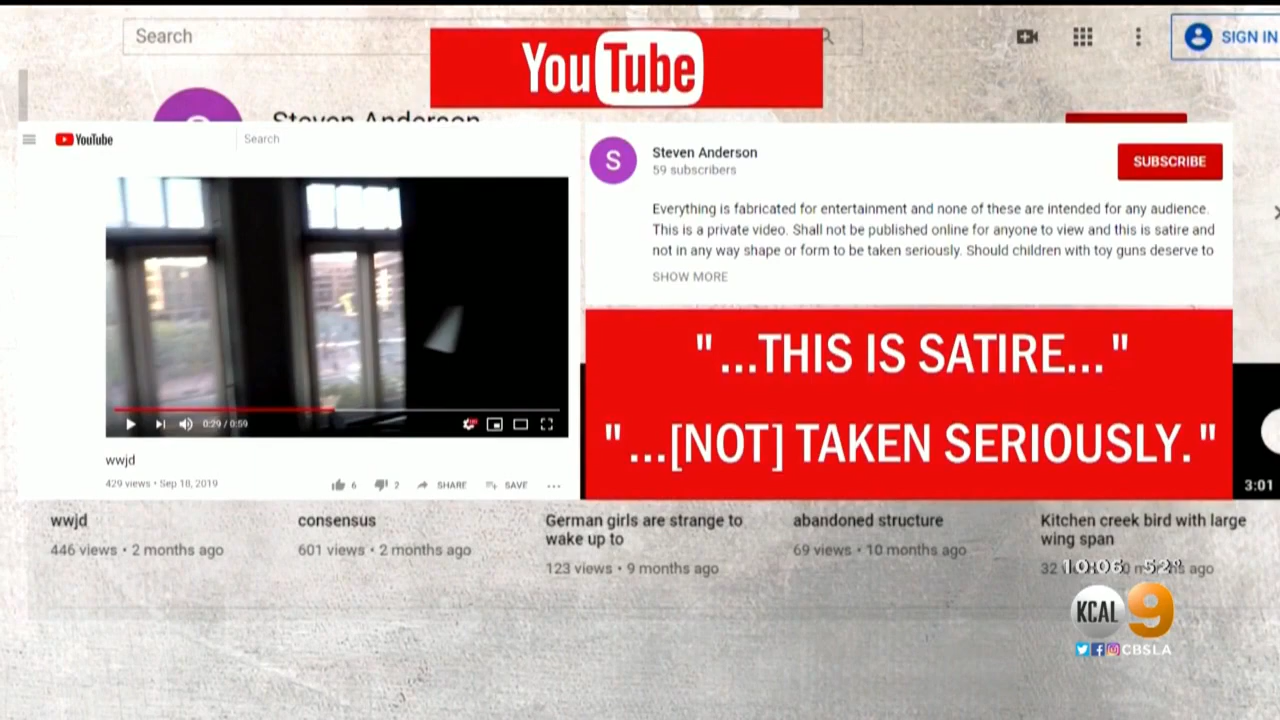 Search
SIGN IN
YouTube
Steven Anderson
YouTube
Search
S
Steven Anderson
59 subscribers
SUBSCRIBE
Everything is fabricated for entertainment and none of these are intended for any audience.
This is a private video. Shall not be published online for anyone to view and this is satire and
not in any way shape or form to be taken seriously. Should children with toy guns deserve to
SHOW MORE
0:29 / 0:59
wwjd
429 views • Sep 18, 2019
6
2
SHARE
SAVE
"...THIS IS SATIRE..."
"...[NOT] TAKEN SERIOUSLY."
3:01
wwjd
446 views • 2 months ago
consensus
601 views • 2 months ago
German girls are strange to
wake up to
123 views • 9 months ago
abandoned structure
69 views • 10 months ago
Kitchen creek bird with large
wing span
32 ago
10:06 52°
KCAL 9
CBSLA